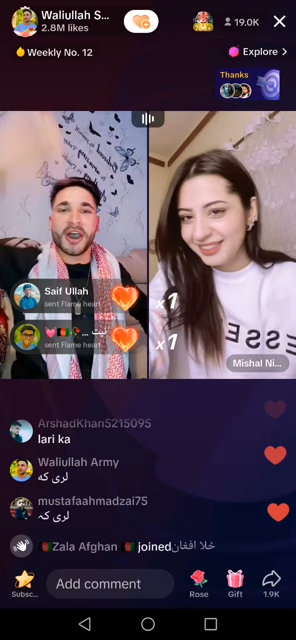 Waliullah S...
2.8M likes
19.0K
Weekly No. 12
Explore >
Thanks
Saif Ullah
sent Flame heart
x1
sent Flame heart
x1
Mishal Ni...
ArshadKhan5215095
lari ka
Waliullah Army
لری که
mustafaahmadzai75
لری که
🇦🇫Zala Afghan 🇦🇫 joined ځلا افغان
Subsc...
Add comment
Rose
Gift
1.9K